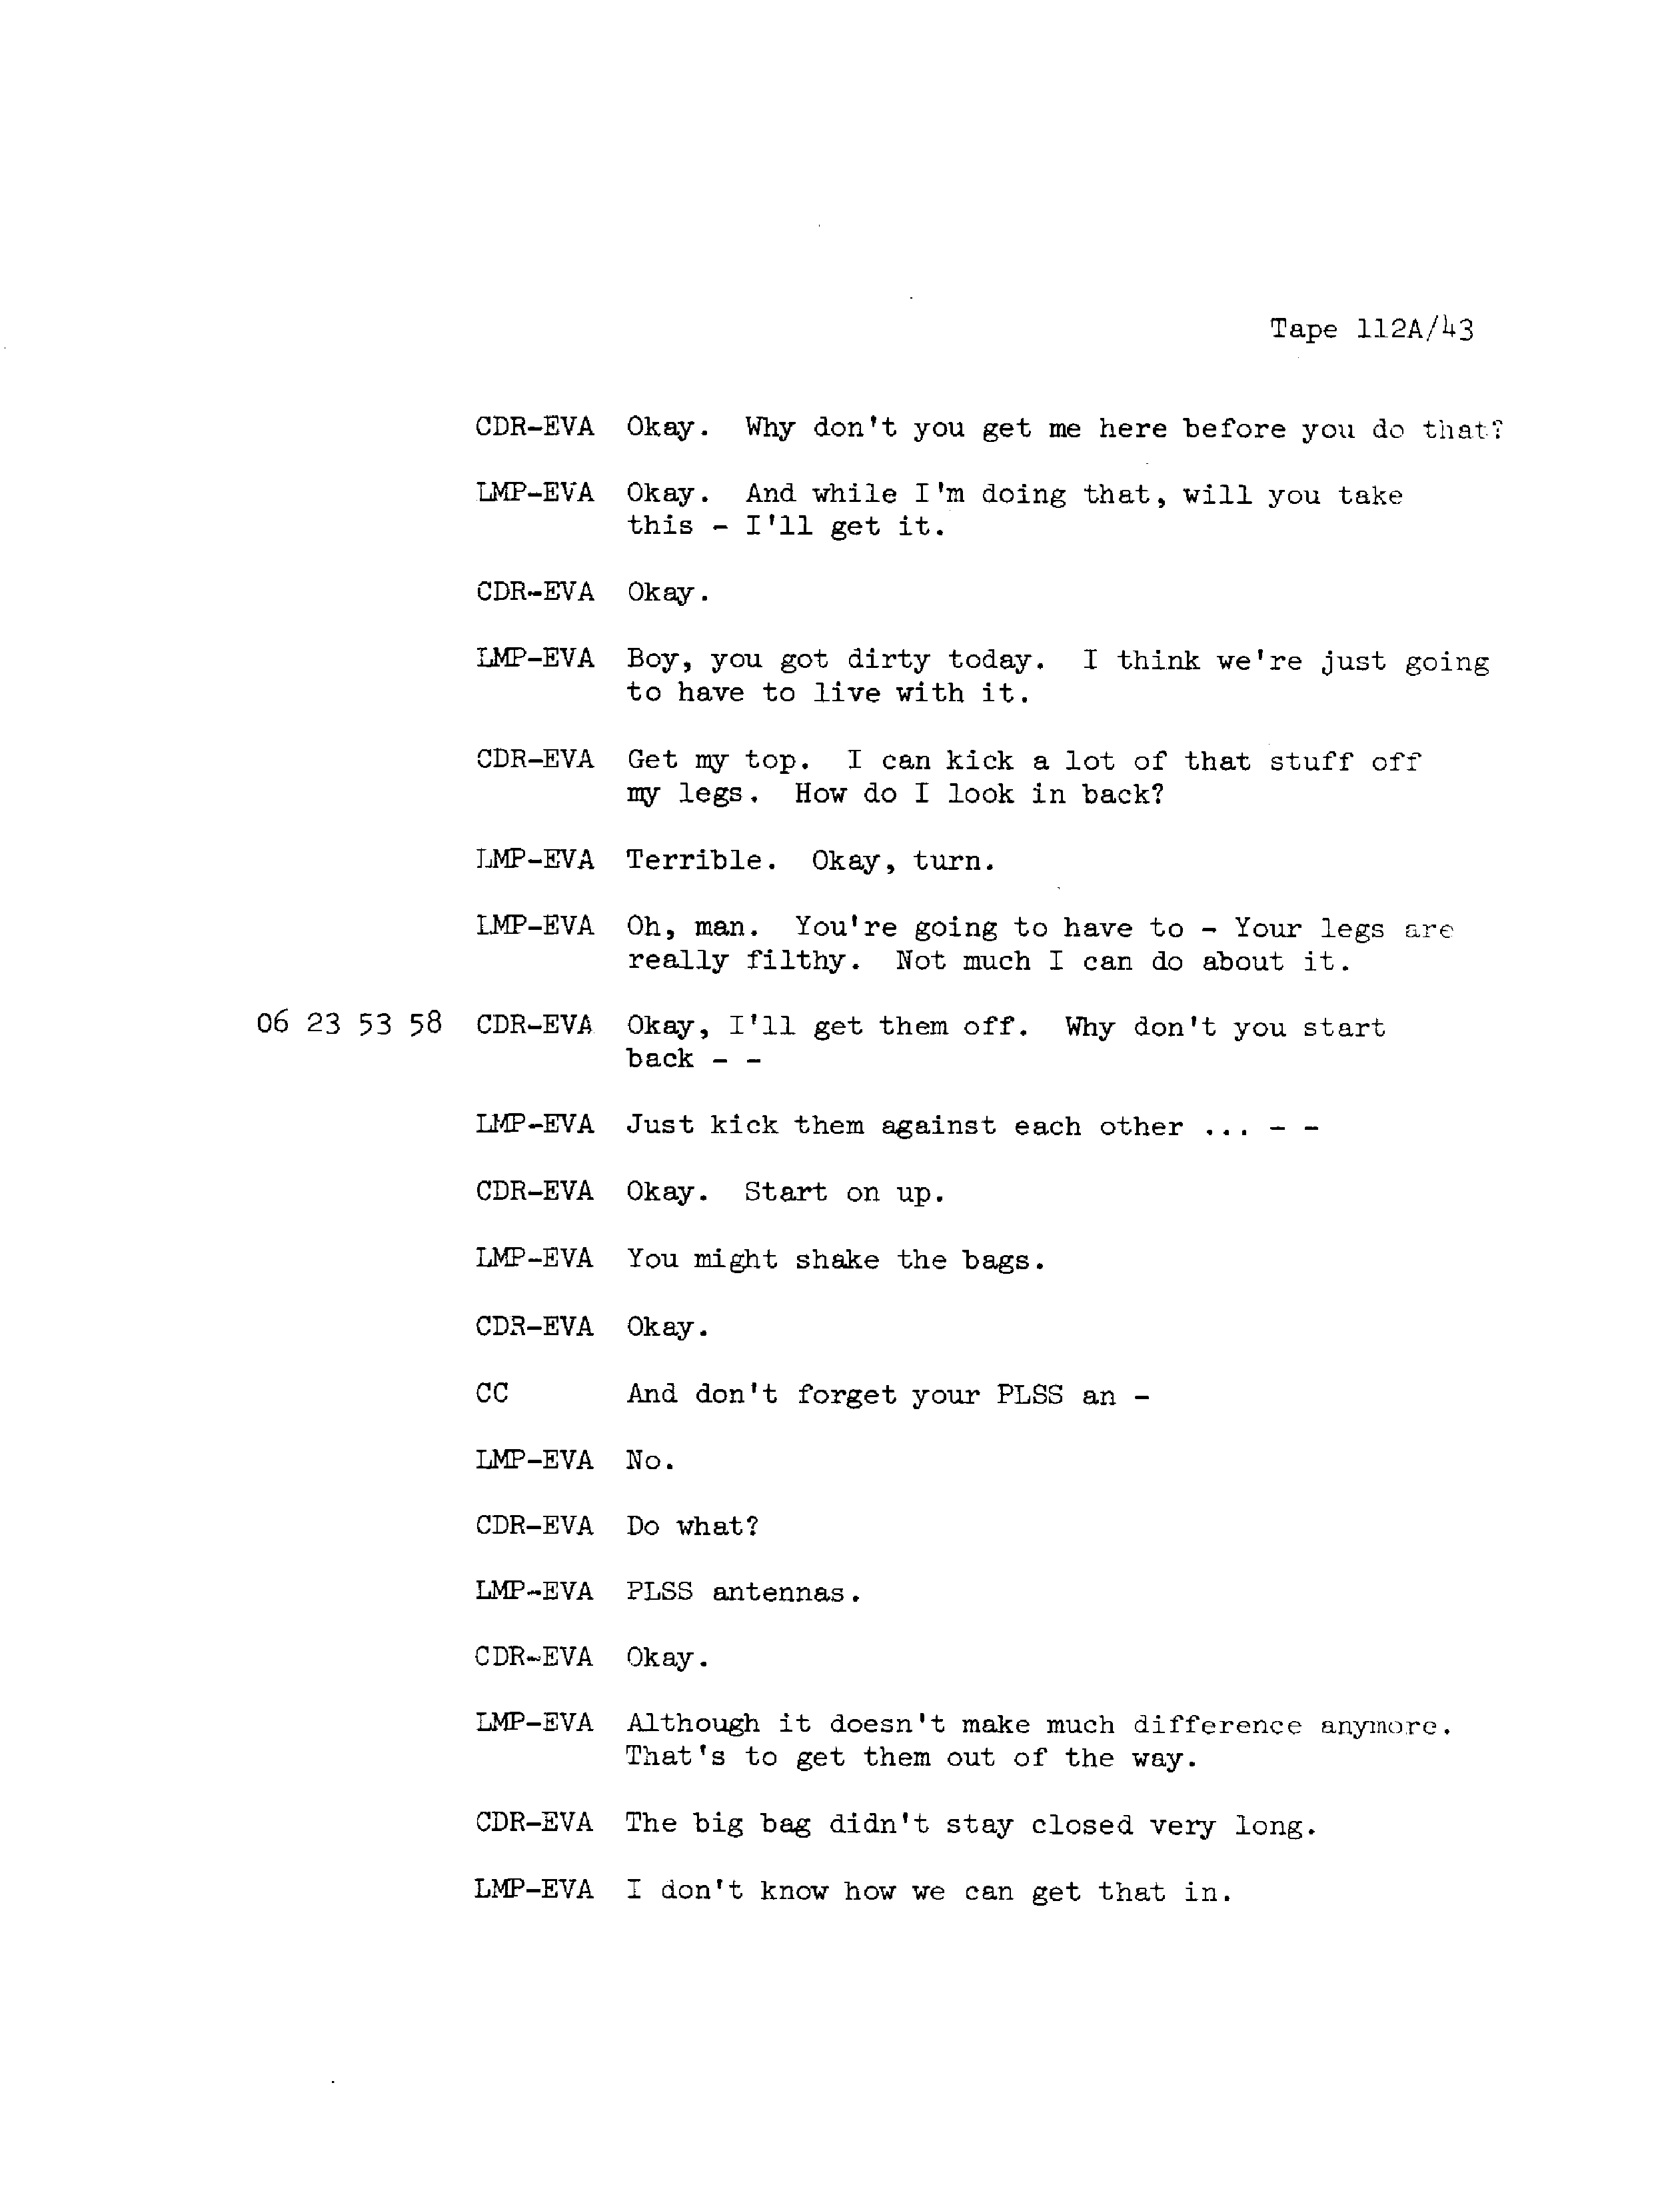 Tape 112A/43
CDR-EVA Okay. Why don't you get me here before you do that?
LMP-EVA Okay. And while I'm doing that, will you take
this - I'll get it.
CDR-EVA Okay.
LMP-EVA Boy, you got dirty today. I think we're just going
to have to live with it.
CDR-EVA Get my top. I can kick a lot of that stuff off
my legs. How do I look in back?
LMP-EVA Terrible. Okay, turn.
LMP-EVA Oh, man. You're going to have to - Your legs are
really filthy. Not much I can do about it.
06 23 53 58 CDR-EVA Okay, I'll get them off. Why don't you start
back - -
LMP-EVA Just kick them against each other ... - -
CDR-EVA Okay. Start on up.
LMP-EVA You might shake the bags.
CDR-EVA Okay.
CC And don't forget your PLSS an -
LMP-EVA No.
CDR-EVA Do what?
LMP-EVA PLSS antennas.
CDR-EVA Okay.
LMP-EVA Although it doesn't make much difference anymore.
That's to get them out of the way.
CDR-EVA The big bag didn't stay closed very long.
LMP-EVA I don't know how we can get that in.